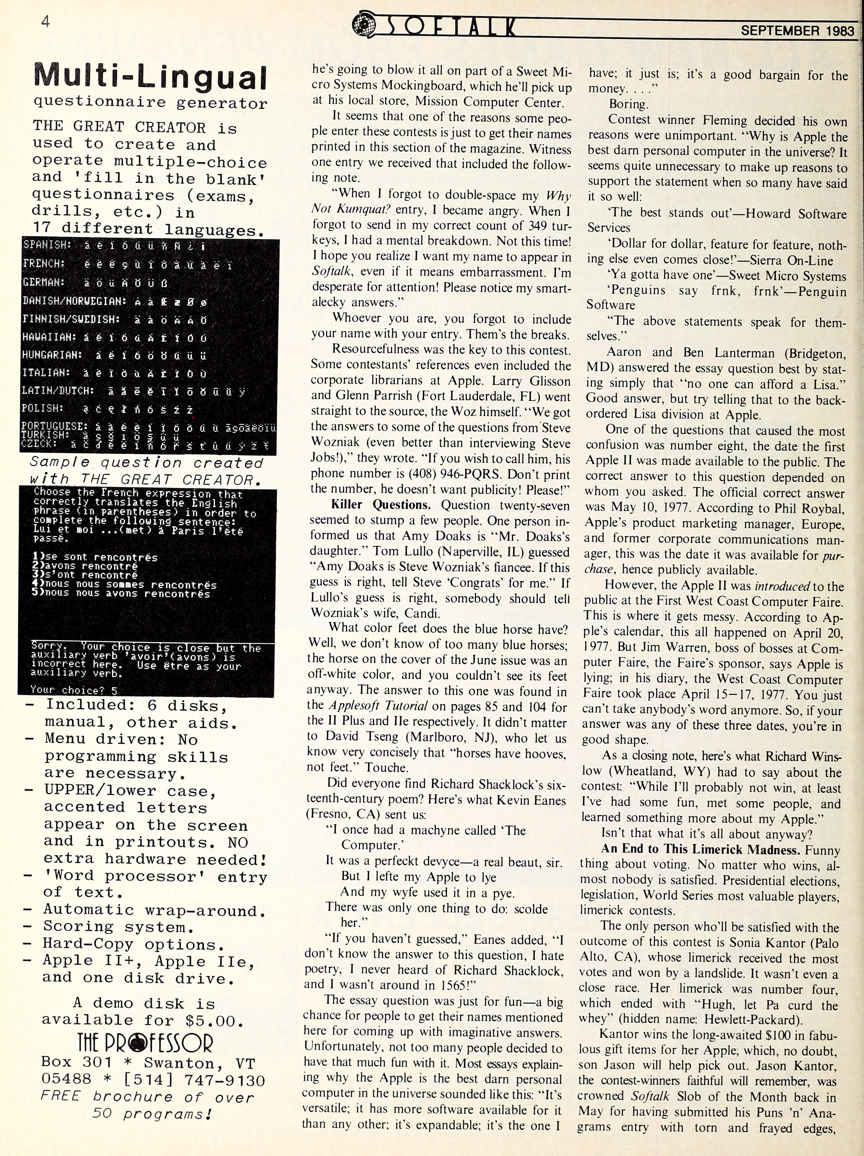 4
SOFTALK
SEPTEMBER 1983
Multi-Lingual
questionnaire generator
THE GREAT CREATOR is
used to create and
operate multiple-choice
and 'fill in the blank'
questionnaires (exams,
drills, etc.) in
17 different languages.
SPANISH:
FRENCH:
GERMAN:
DANISH/NORWEGIAN:
FINNISH/SWEDISH:
HAWAIIAN:
HUNGARIAN:
ITALIAN:
LATIN/DUTCH:
POLISH:
PORTUGUESE:
TURKISH:
CZECK:
Sample question created
with THE GREAT CREATOR.
Choose the French expression that
correctly translates the English
phrase (in parentheses) in order to
complete the following sentence:
Lui et moi ...(met) à Paris l'été
passé.
1)se sont rencontrés
2)avons rencontré
3)s'ont rencontré
4)nous nous sommes rencontrés
5)nous nous avons rencontrés
Sorry. Your choice is close but the
auxiliary verb 'avoir'(avons) is
incorrect here. Use être as your
auxiliary verb.
Your choice? 5
– Included: 6 disks,
manual, other aids.
– Menu driven: No
programming skills
are necessary.
– UPPER/lower case,
accented letters
appear on the screen
and in printouts. NO
extra hardware needed!
– 'Word processor' entry
of text.
– Automatic wrap-around.
– Scoring system.
– Hard-Copy options.
– Apple II+, Apple IIe,
and one disk drive.
A demo disk is
available for $5.00.
THE PROFESSOR
Box 301 * Swanton, VT
05488 * [514] 747-9130
FREE brochure of over
50 programs!
he's going to blow it all on part of a Sweet Mi-
cro Systems Mockingboard, which he'll pick up
at his local store, Mission Computer Center.
It seems that one of the reasons some peo-
ple enter these contests is just to get their names
printed in this section of the magazine. Witness
one entry we received that included the follow-
ing note.
"When I forgot to double-space my Why
Not Kumquat? entry, I became angry. When I
forgot to send in my correct count of 349 tur-
keys, I had a mental breakdown. Not this time!
I hope you realize I want my name to appear in
Softalk, even if it means embarrassment. I'm
desperate for attention! Please notice my smart-
alecky answers."
Whoever you are, you forgot to include
your name with your entry. Them's the breaks.
Resourcefulness was the key to this contest.
Some contestants' references even included the
corporate librarians at Apple. Larry Glisson
and Glenn Parrish (Fort Lauderdale, FL) went
straight to the source, the Woz himself. "We got
the answers to some of the questions from Steve
Wozniak (even better than interviewing Steve
Jobs!)," they wrote. "If you wish to call him, his
phone number is (408) 946-PQRS. Don't print
the number, he doesn't want publicity! Please!"
Killer Questions. Question twenty-seven
seemed to stump a few people. One person in-
formed us that Amy Doaks is "Mr. Doaks's
daughter." Tom Lullo (Naperville, IL) guessed
"Amy Doaks is Steve Wozniak's fiancee. If this
guess is right, tell Steve 'Congrats' for me." If
Lullo's guess is right, somebody should tell
Wozniak's wife, Candi.
What color feet does the blue horse have?
Well, we don't know of too many blue horses;
the horse on the cover of the June issue was an
off-white color, and you couldn't see its feet
anyway. The answer to this one was found in
the Applesoft Tutorial on pages 85 and 104 for
the II Plus and IIe respectively. It didn't matter
to David Tseng (Marlboro, NJ), who let us
know very concisely that "horses have hooves,
not feet." Touche.
Did everyone find Richard Shacklock's six-
teenth-century poem? Here's what Kevin Eanes
(Fresno, CA) sent us:
"I once had a machyne called 'The
Computer.'
It was a perfeckt devyce—a real beaut, sir.
But I lefte my Apple to lye
And my wyfe used it in a pye.
There was only one thing to do: scolde
her."
"If you haven't guessed," Eanes added, "I
don't know the answer to this question, I hate
poetry, I never heard of Richard Shacklock,
and I wasn't around in 1565!"
The essay question was just for fun—a big
chance for people to get their names mentioned
here for coming up with imaginative answers.
Unfortunately, not too many people decided to
have that much fun with it. Most essays explain-
ing why the Apple is the best darn personal
computer in the universe sounded like this: "It's
versatile; it has more software available for it
than any other; it's expandable; it's the one I
have; it just is; it's a good bargain for the
money. . . ."
Boring.
Contest winner Fleming decided his own
reasons were unimportant. "Why is Apple the
best darn personal computer in the universe? It
seems quite unnecessary to make up reasons to
support the statement when so many have said
it so well:
'The best stands out'—Howard Software
Services
'Dollar for dollar, feature for feature, noth-
ing else even comes close!'—Sierra On-Line
'Ya gotta have one'—Sweet Micro Systems
'Penguins say frnk, frnk'—Penguin
Software
"The above statements speak for them-
selves."
Aaron and Ben Lanterman (Bridgeton,
MD) answered the essay question best by stat-
ing simply that "no one can afford a Lisa."
Good answer, but try telling that to the back-
ordered Lisa division at Apple.
One of the questions that caused the most
confusion was number eight, the date the first
Apple II was made available to the public. The
correct answer to this question depended on
whom you asked. The official correct answer
was May 10, 1977. According to Phil Roybal,
Apple's product marketing manager, Europe,
and former corporate communications man-
ager, this was the date it was available for pur-
chase, hence publicly available.
However, the Apple II was introduced to the
public at the First West Coast Computer Faire.
This is where it gets messy. According to Ap-
ple's calendar, this all happened on April 20,
1977. But Jim Warren, boss of bosses at Com-
puter Faire, the Faire's sponsor, says Apple is
lying; in his diary, the West Coast Computer
Faire took place April 15–17, 1977. You just
can't take anybody's word anymore. So, if your
answer was any of these three dates, you're in
good shape.
As a closing note, here's what Richard Wins-
low (Wheatland, WY) had to say about the
contest: "While I'll probably not win, at least
I've had some fun, met some people, and
learned something more about my Apple."
Isn't that what it's all about anyway?
An End to This Limerick Madness. Funny
thing about voting. No matter who wins, al-
most nobody is satisfied. Presidential elections,
legislation, World Series most valuable players,
limerick contests.
The only person who'll be satisfied with the
outcome of this contest is Sonia Kantor (Palo
Alto, CA), whose limerick received the most
votes and won by a landslide. It wasn't even a
close race. Her limerick was number four,
which ended with "Hugh, let Pa curd the
whey" (hidden name: Hewlett-Packard).
Kantor wins the long-awaited $100 in fabu-
lous gift items for her Apple, which, no doubt,
son Jason will help pick out. Jason Kantor,
the contest-winners faithful will remember, was
crowned Softalk Slob of the Month back in
May for having submitted his Puns 'n' Ana-
grams entry with torn and frayed edges,